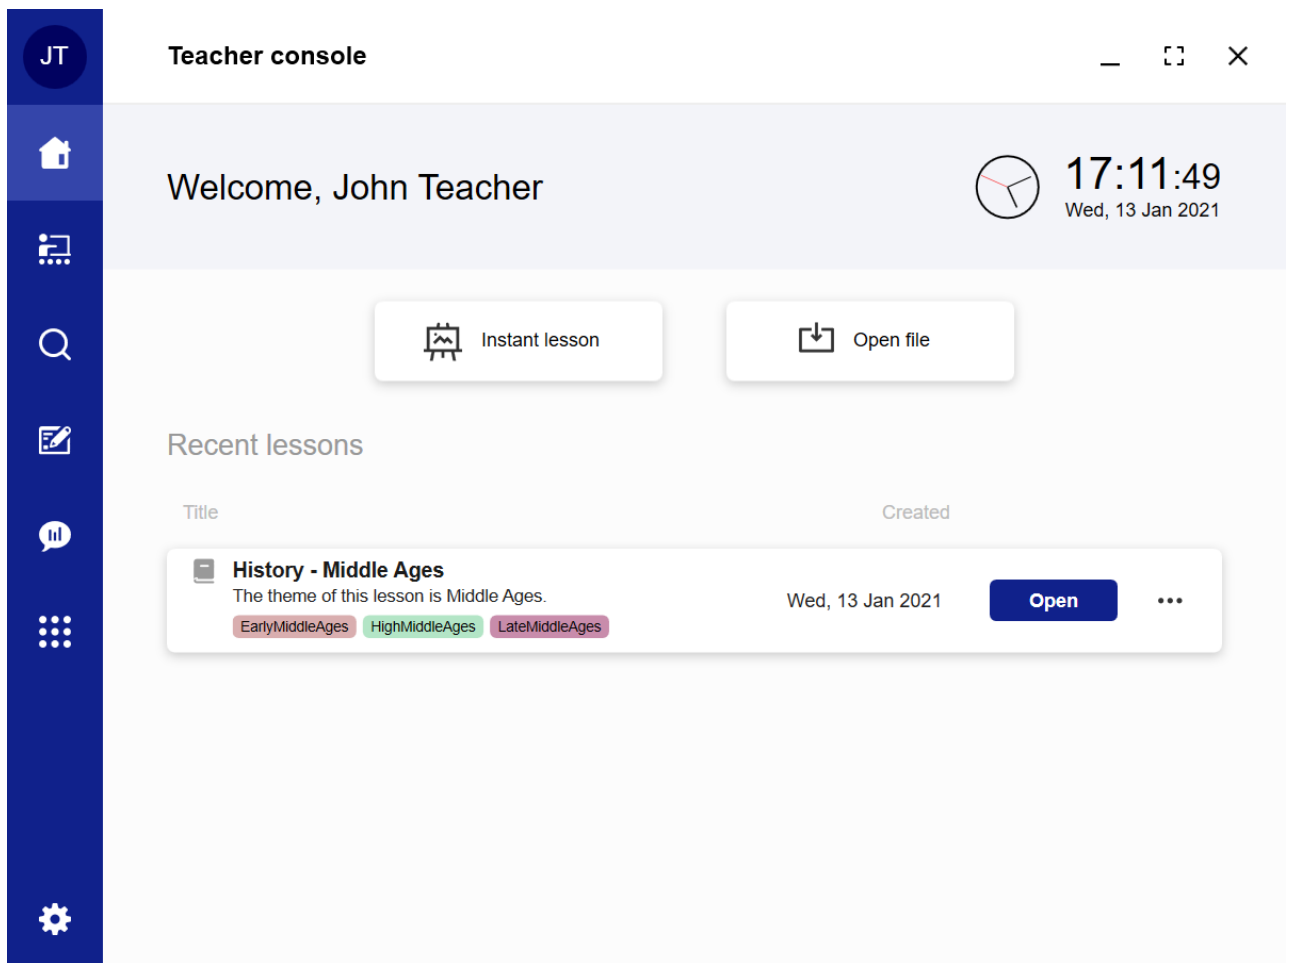 JT
Teacher console
Welcome, John Teacher
17:11:49
Wed, 13 Jan 2021
Instant lesson
Open file
Recent lessons
Title Created
History - Middle Ages
The theme of this lesson is Middle Ages.
Wed, 13 Jan 2021 Open
EarlyMiddleAges HighMiddleAges LateMiddleAges